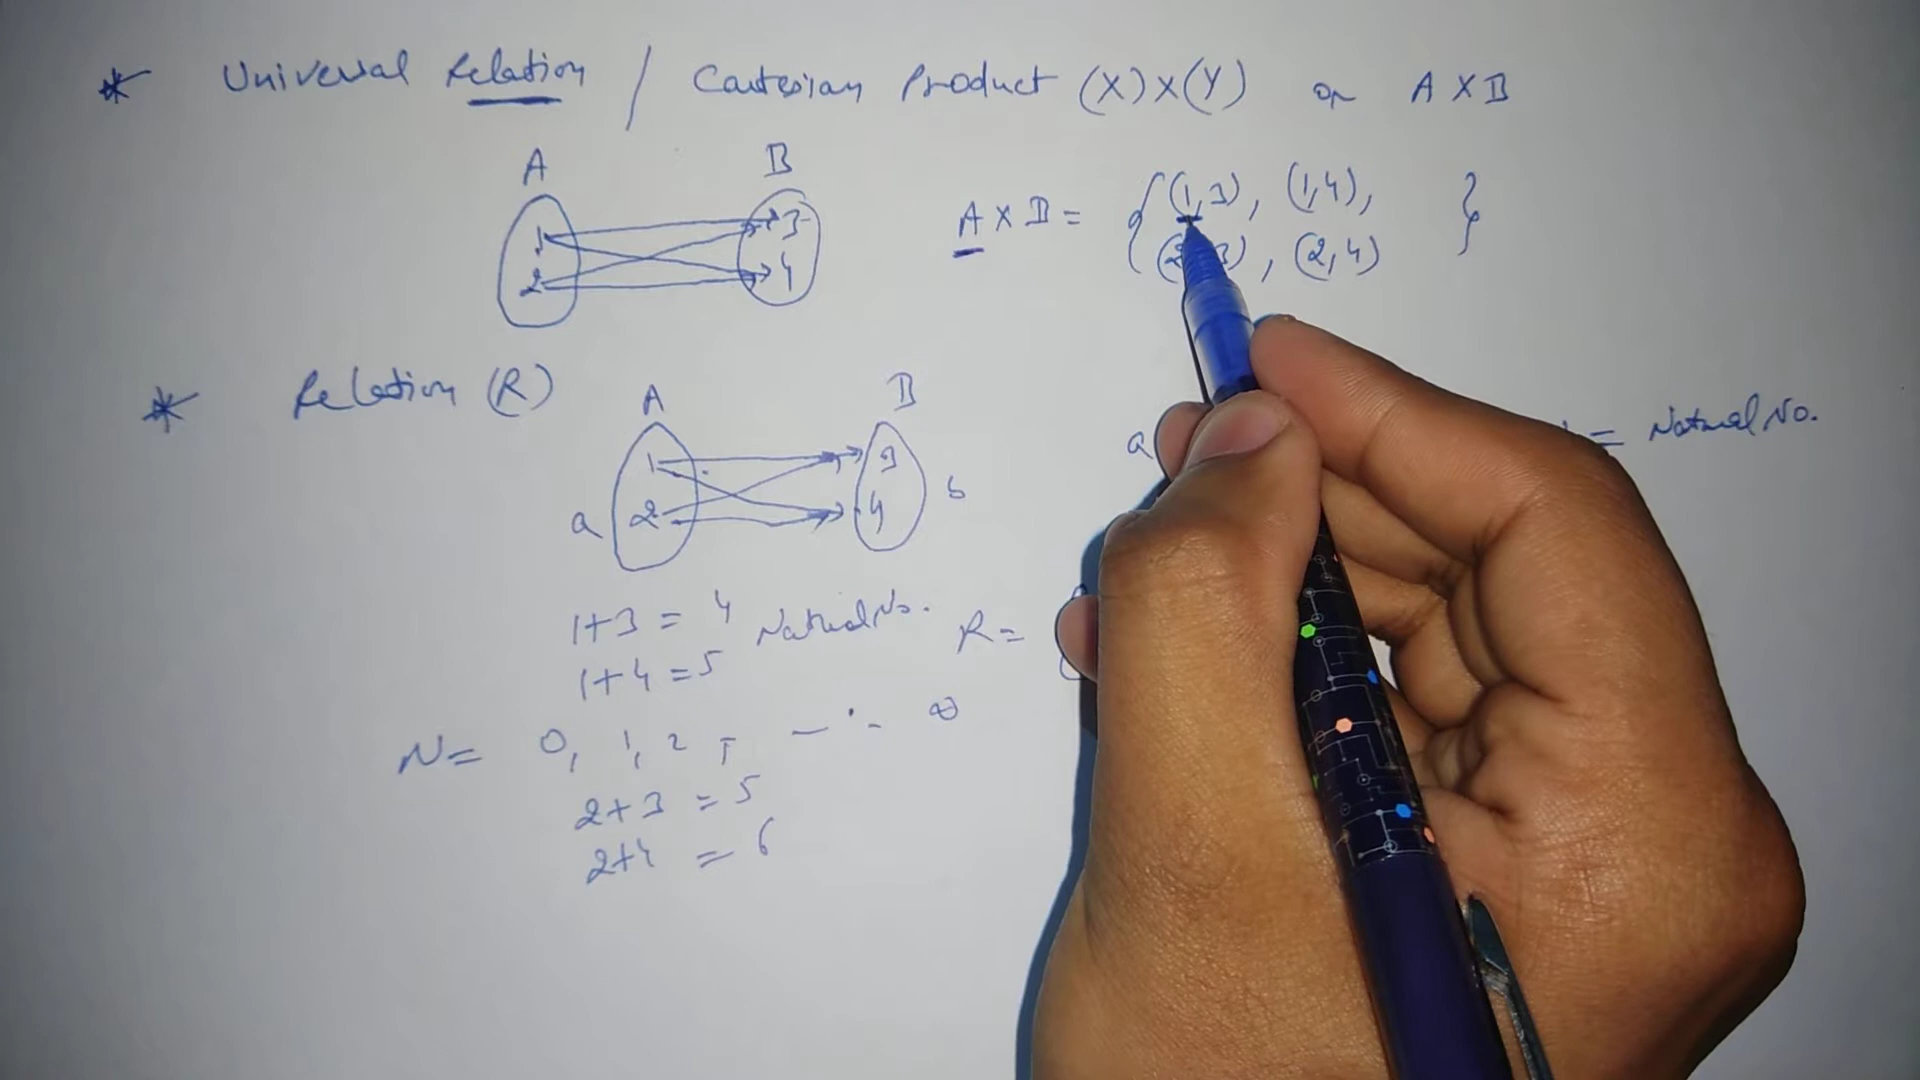 * Universal Relation / Cartesian Product (X)x(Y) or A X B
A B
1 3
2 4
A X B = { (1,3), (1,4),
(2,3), (2,4) }
* Relation (R)
A B
1 3
a 2 4 b
a = Natural No.
1+3 = 4 Natural No.
1+4 = 5
R = {
N = 0, 1, 2, — - - ∞
2+3 = 5
2+4 = 6